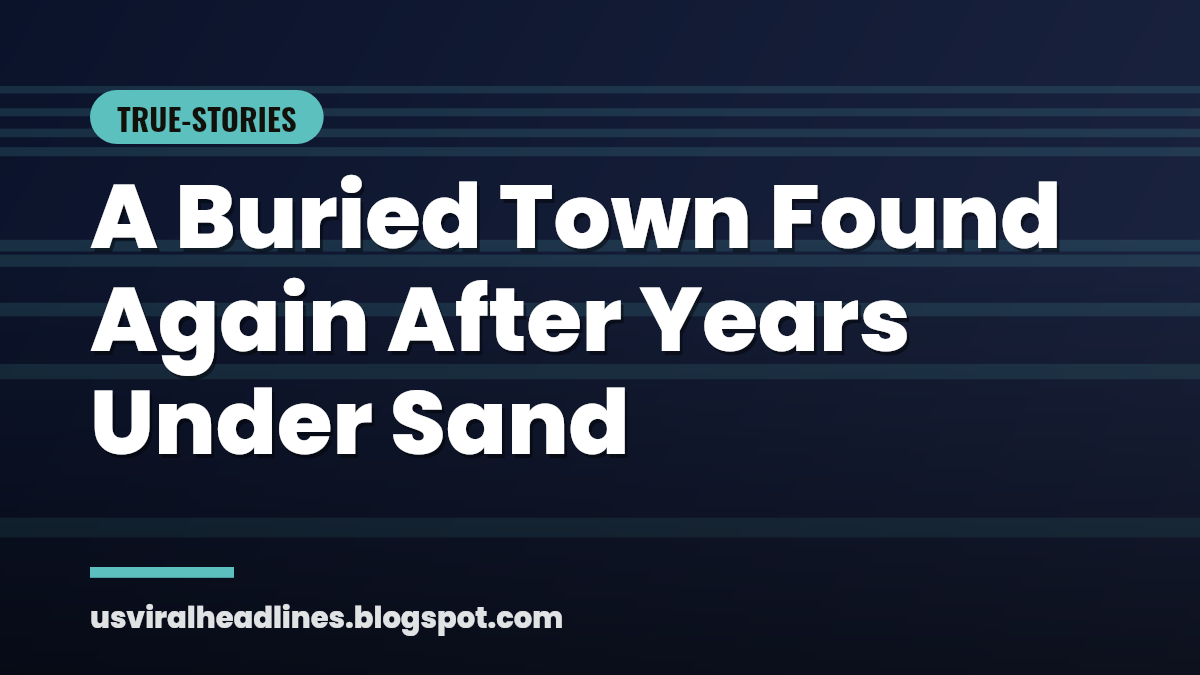 TRUE-STORIES
A Buried Town Found
Again After Years
Under Sand
usviralheadlines.blogspot.com